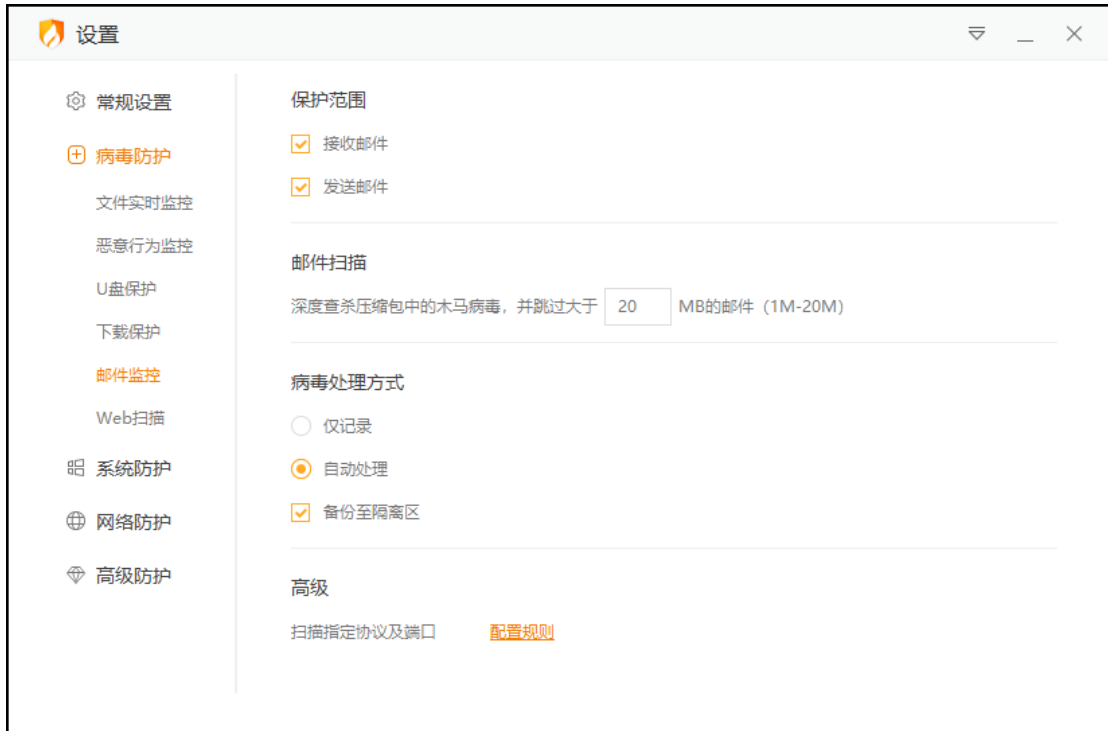 设置
常规设置
病毒防护
文件实时监控
恶意行为监控
U盘保护
下载保护
邮件监控
Web扫描
系统防护
网络防护
高级防护
保护范围
接收邮件
发送邮件
邮件扫描
深度查杀压缩包中的木马病毒，并跳过大于 20 MB的邮件（1M-20M）
病毒处理方式
仅记录
自动处理
备份至隔离区
高级
扫描指定协议及端口 配置规则